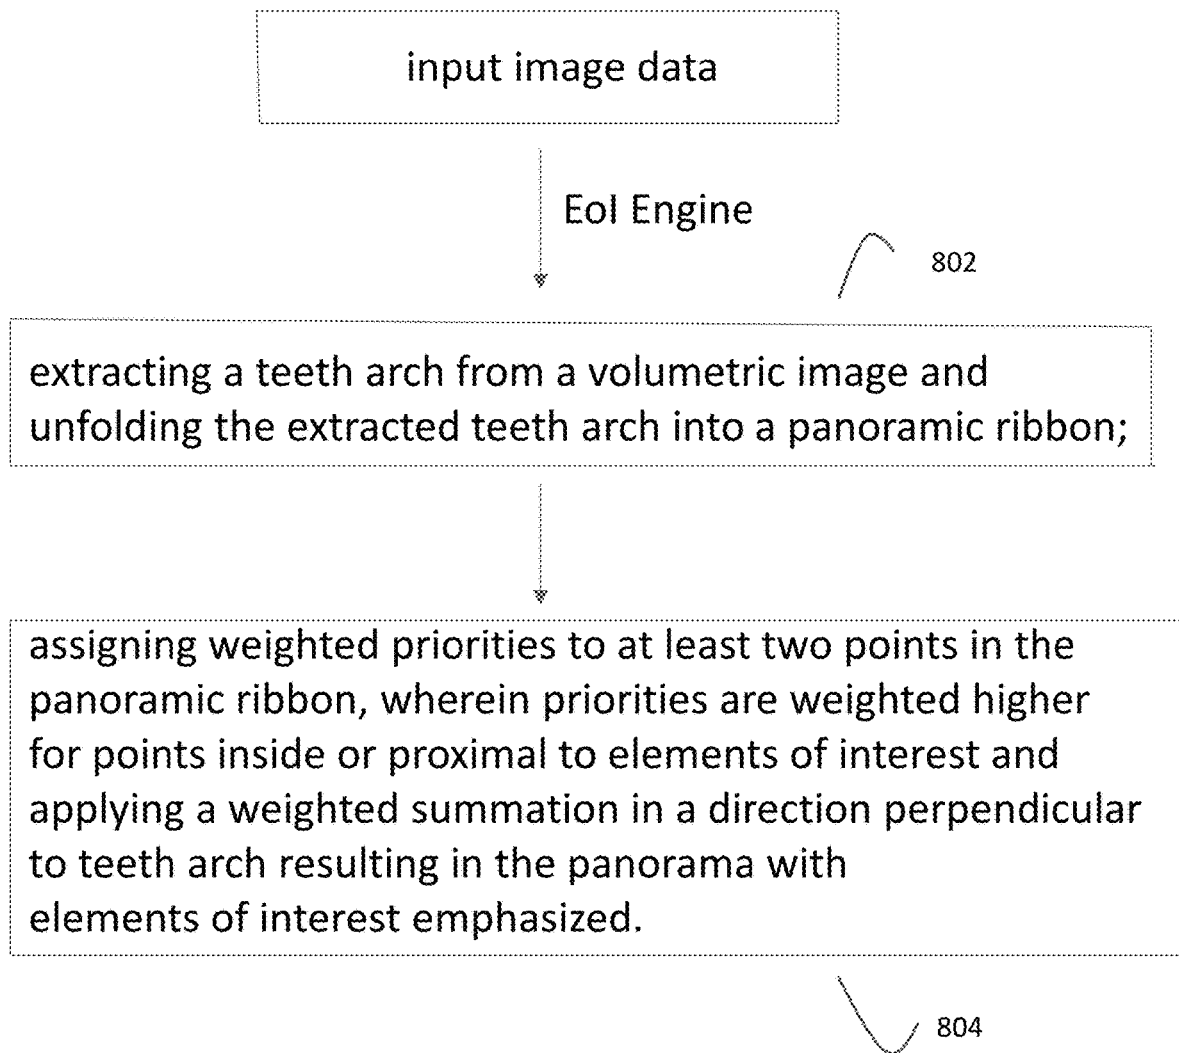 input image data
EoI Engine
802
extracting a teeth arch from a volumetric image and
unfolding the extracted teeth arch into a panoramic ribbon;
assigning weighted priorities to at least two points in the
panoramic ribbon, wherein priorities are weighted higher
for points inside or proximal to elements of interest and
applying a weighted summation in a direction perpendicular
to teeth arch resulting in the panorama with
elements of interest emphasized.
804